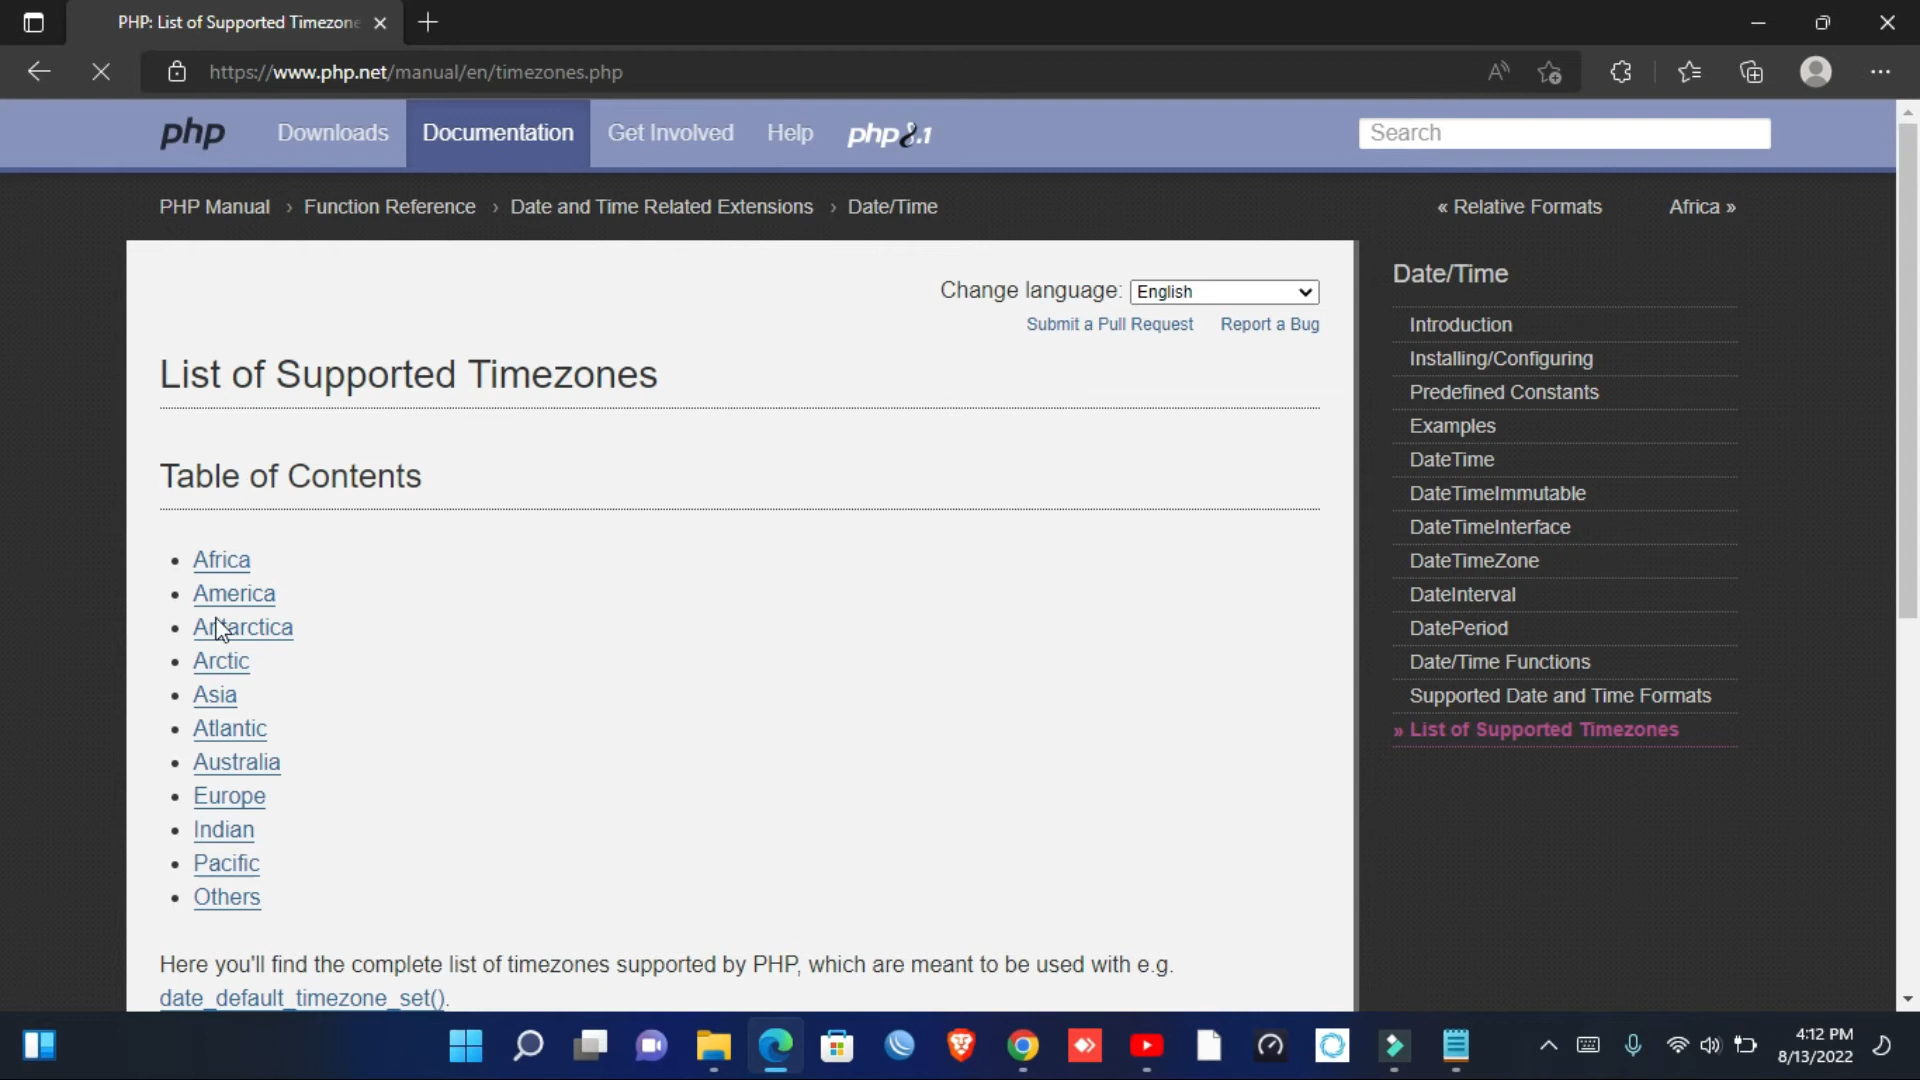 PHP: List of Supported Timezone
https://www.php.net/manual/en/timezones.php
php
Downloads
Documentation
Get Involved
Help
php8.1
Search
PHP Manual › Function Reference › Date and Time Related Extensions › Date/Time
« Relative Formats
Africa »
Change language: English
Submit a Pull Request
Report a Bug
List of Supported Timezones
Table of Contents
• Africa
• America
• Antarctica
• Arctic
• Asia
• Atlantic
• Australia
• Europe
• Indian
• Pacific
• Others
Here you'll find the complete list of timezones supported by PHP, which are meant to be used with e.g.
date_default_timezone_set().
Date/Time
Introduction
Installing/Configuring
Predefined Constants
Examples
DateTime
DateTimeImmutable
DateTimeInterface
DateTimeZone
DateInterval
DatePeriod
Date/Time Functions
Supported Date and Time Formats
» List of Supported Timezones
4:12 PM
8/13/2022